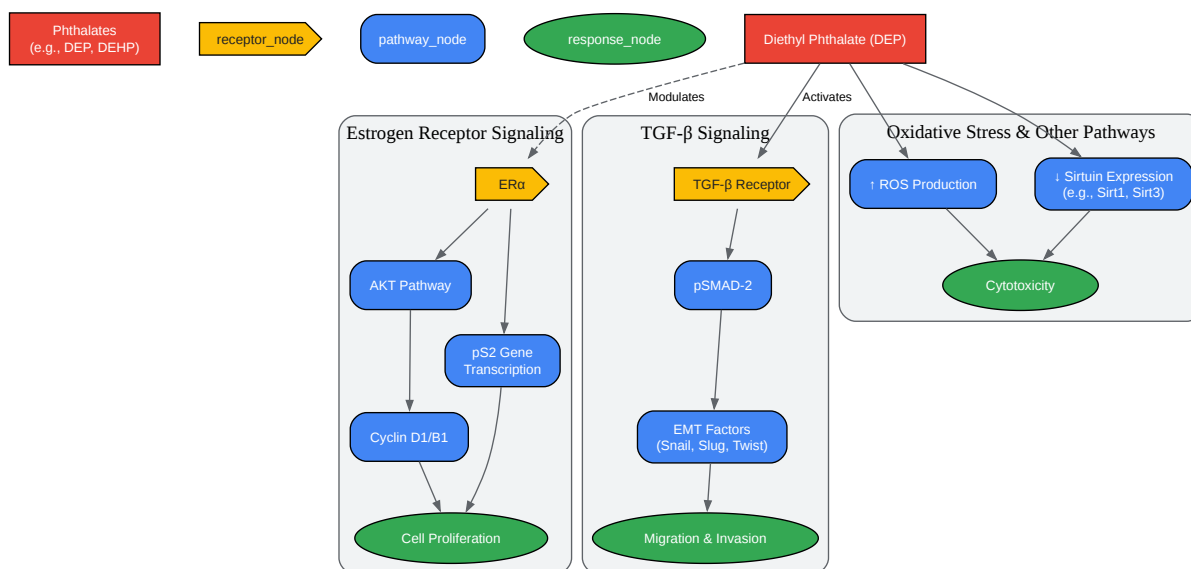 Phthalates
(e.g., DEP, DEHP)
receptor_node
pathway_node
response_node
Diethyl Phthalate (DEP)
Modulates
Activates
Estrogen Receptor Signaling
TGF-β Signaling
Oxidative Stress & Other Pathways
ERα
TGF-β Receptor
↑ ROS Production
↓ Sirtuin Expression
(e.g., Sirt1, Sirt3)
AKT Pathway
pSMAD-2
Cytotoxicity
pS2 Gene
Transcription
Cyclin D1/B1
EMT Factors
(Snail, Slug, Twist)
Cell Proliferation
Migration & Invasion